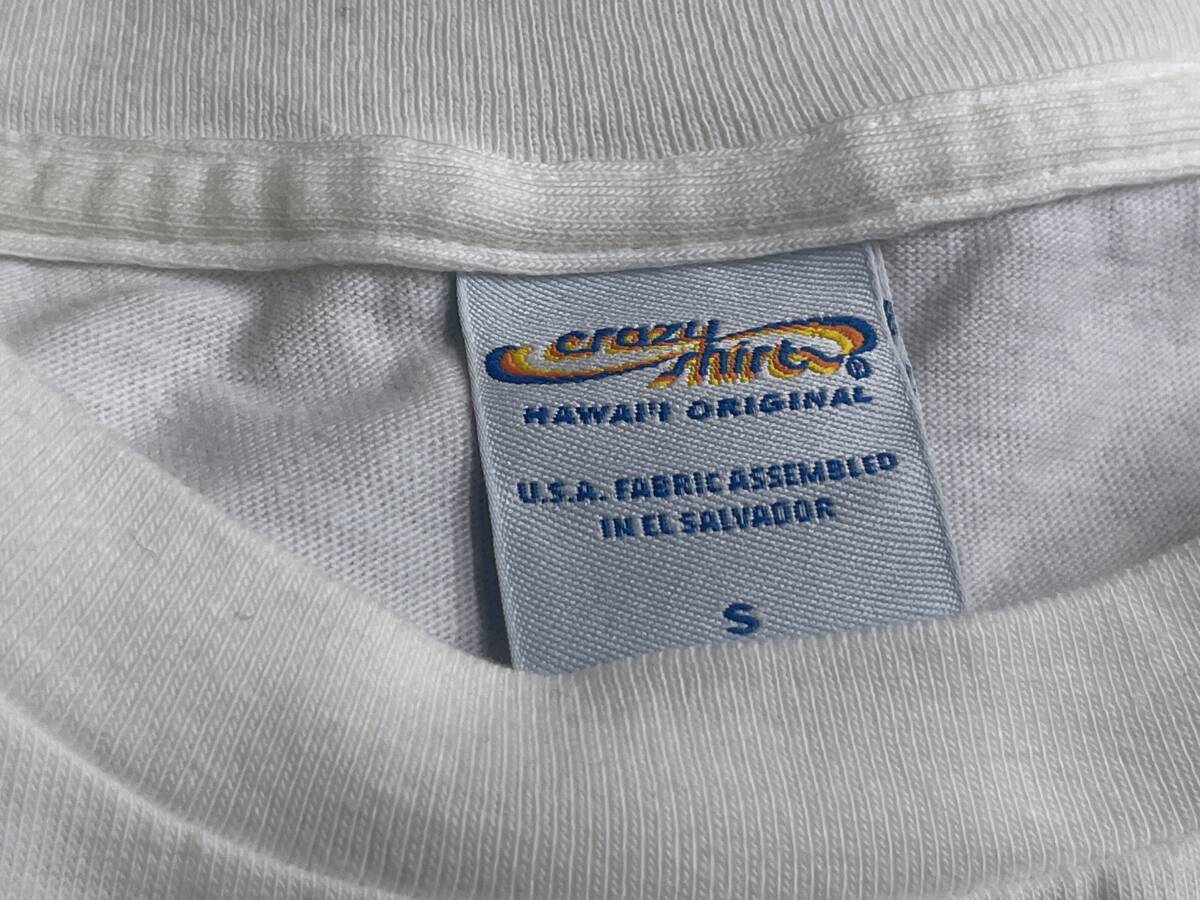 crazy
shirts®
HAWAI'I ORIGINAL
U.S.A. FABRIC ASSEMBLED
IN EL SALVADOR
S